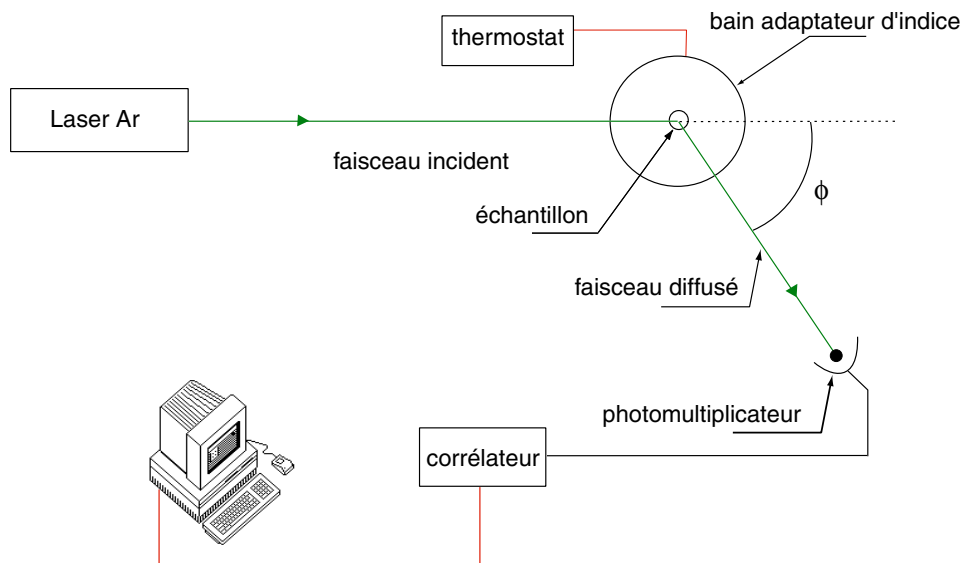 bain adaptateur d'indice
thermostat
Laser Ar
faisceau incident
ϕ
échantillon
faisceau diffusé
photomultiplicateur
corrélateur